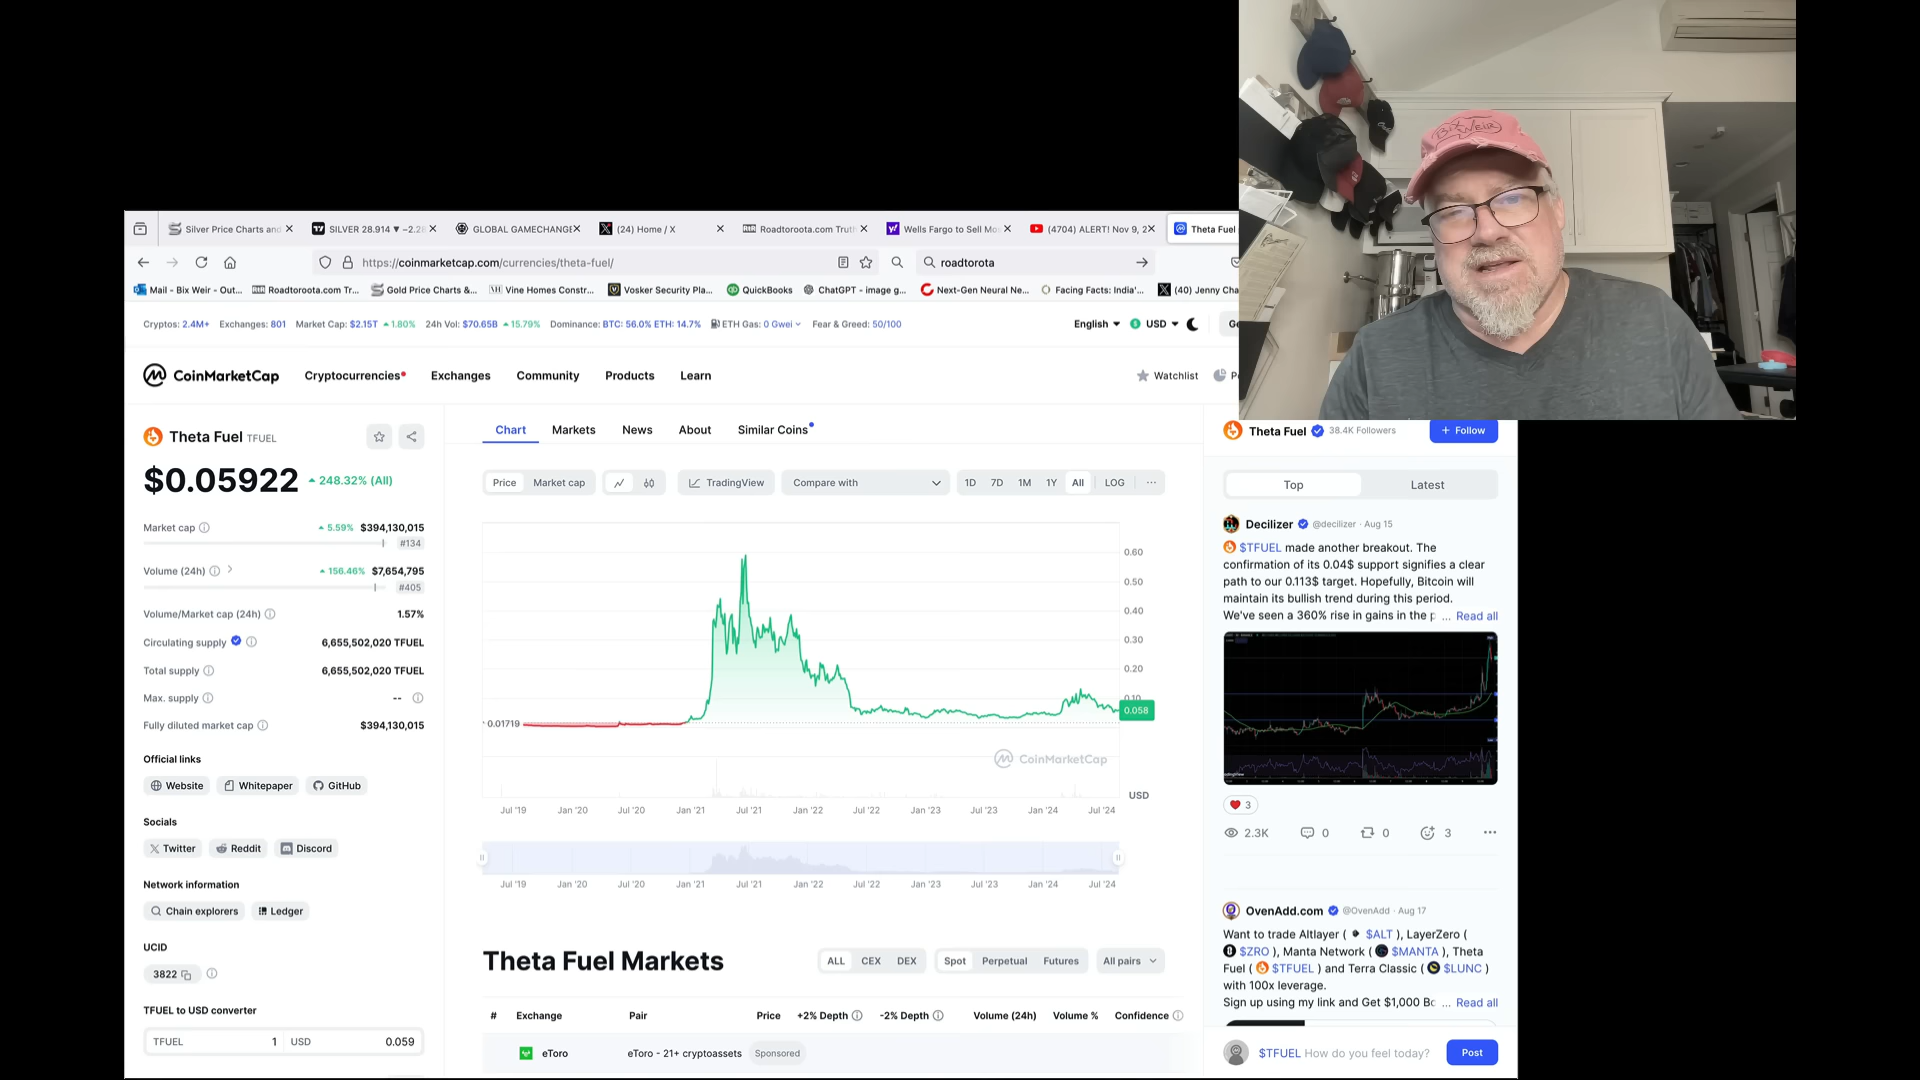 BIX WEIR
Silver Price Charts and
SILVER 28.914 ▼ −2.2
GLOBAL GAMECHANGE
(24) Home / X
Roadtoroota.com Trut
Wells Fargo to Sell Mo
(4704) ALERT! Nov 9, 2
Theta Fuel
https://coinmarketcap.com/currencies/theta-fuel/
roadtorota
Mail - Bix Weir - Out...
Roadtoroota.com Tr...
Gold Price Charts &...
Vine Homes Constr...
Vosker Security Pla...
QuickBooks
ChatGPT - image g...
Next-Gen Neural Ne...
Facing Facts: India'...
(40) Jenny Cha
Cryptos: 2.4M+ Exchanges: 801 Market Cap: $2.15T 1.80% 24h Vol: $70.65B 15.79% Dominance: BTC: 56.0% ETH: 14.7% ETH Gas: 0 Gwei Fear & Greed: 50/100
English USD Ge
CoinMarketCap
Cryptocurrencies Exchanges Community Products Learn
Watchlist
Theta Fuel TFUEL
$0.05922 248.32% (All)
Market cap 5.59% $394,130,015
#134
Volume (24h) 156.46% $7,654,795
#405
Volume/Market cap (24h) 1.57%
Circulating supply 6,655,502,020 TFUEL
Total supply 6,655,502,020 TFUEL
Max. supply --
Fully diluted market cap $394,130,015
Official links
Website Whitepaper GitHub
Socials
Twitter Reddit Discord
Network information
Chain explorers Ledger
UCID
3822
TFUEL to USD converter
TFUEL 1 USD 0.059
Chart Markets News About Similar Coins
Price Market cap TradingView Compare with 1D 7D 1M 1Y All LOG ...
0.60
0.50
0.40
0.30
0.20
0.10
0.058
0.01719
CoinMarketCap
USD
Jul '19 Jan '20 Jul '20 Jan '21 Jul '21 Jan '22 Jul '22 Jan '23 Jul '23 Jan '24 Jul '24
Jul '19 Jan '20 Jul '20 Jan '21 Jul '21 Jan '22 Jul '22 Jan '23 Jul '23 Jan '24 Jul '24
Theta Fuel Markets
ALL CEX DEX Spot Perpetual Futures All pairs
# Exchange Pair Price +2% Depth -2% Depth Volume (24h) Volume % Confidence
eToro eToro - 21+ cryptoassets Sponsored
Theta Fuel 38.4K Followers + Follow
Top Latest
Decilizer @decilizer · Aug 15
$TFUEL made another breakout. The
confirmation of its 0.04$ support signifies a clear
path to our 0.113$ target. Hopefully, Bitcoin will
maintain its bullish trend during this period.
We've seen a 360% rise in gains in the p ... Read all
3
2.3K 0 0 3
OvenAdd.com @OvenAdd · Aug 17
Want to trade Altlayer ( $ALT ), LayerZero (
$ZRO ), Manta Network ( $MANTA ), Theta
Fuel ( $TFUEL ) and Terra Classic ( $LUNC )
with 100x leverage.
Sign up using my link and Get $1,000 Bo ... Read all
$TFUEL How do you feel today? Post